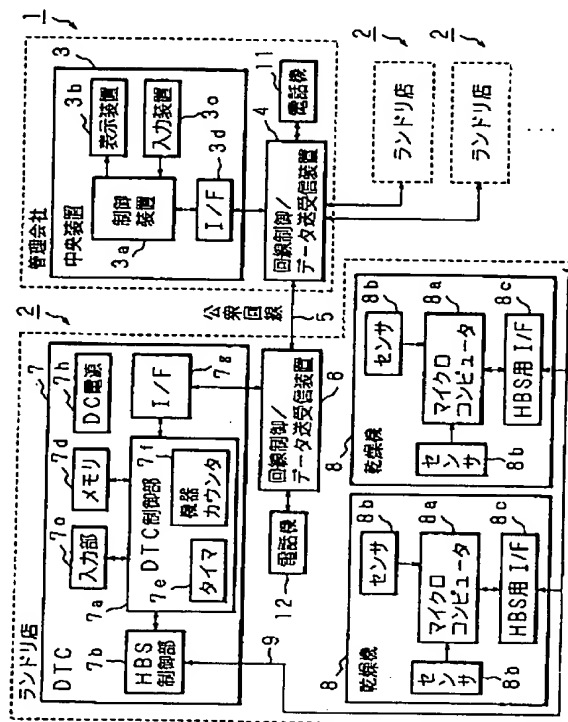 ランドリ店
2
DTC
7
7c
入力部
7d
メモリ
7h
DC電源
7a
7b
HBS
制御部
DTC制御部
7e
タイマ
7f
機器
カウンタ
I/F
7g
9
12
電話機
回線制御/
データ送受信装置
6
公衆回線
5
1
管理会社
3
中央装置
3a
制御
装置
3b
表示装置
入力装置
3c
I/F
3d
4
回線制御/
データ送受信装置
11
電話機
2
ランドリ店
2
ランドリ店
8
乾燥機
センサ
8b
センサ
8b
マイクロ
コンピュータ
8a
HBS用I/F
8c
8
乾燥機
センサ
8b
センサ
8b
マイクロ
コンピュータ
8a
HBS用I/F
8c